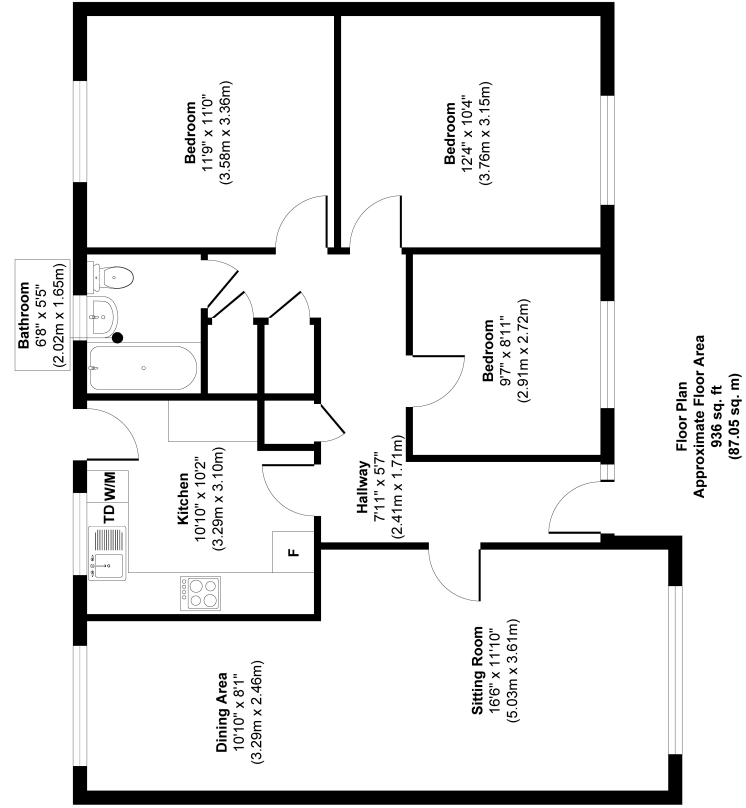 Bedroom
11'9" x 11'0"
(3.58m x 3.36m)
Bedroom
12'4" x 10'4"
(3.76m x 3.15m)
Bathroom
6'8" x 5'5"
(2.02m x 1.65m)
Bedroom
9'7" x 8'11"
(2.91m x 2.72m)
Kitchen
10'10" x 10'2"
(3.29m x 3.10m)
TD W/M
F
Hallway
7'11" x 5'7"
(2.41m x 1.71m)
Dining Area
10'10" x 8'1"
(3.29m x 2.46m)
Sitting Room
16'6" x 11'10"
(5.03m x 3.61m)
Floor Plan
Approximate Floor Area
936 sq. ft
(87.05 sq. m)